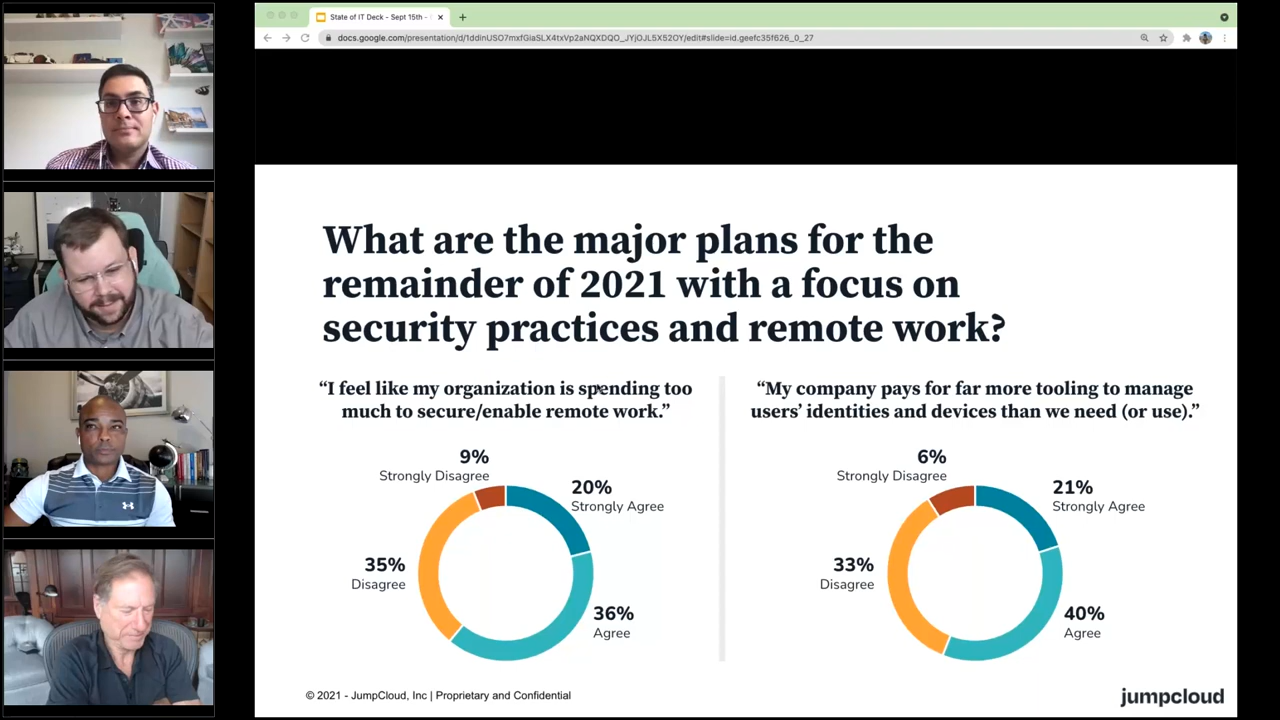 State of IT Deck - Sept 15th -
docs.google.com/presentation/d/1ddinUSO7mxfGiaSLX4txVp2aNQXDQO_JYjOJL5X52OY/edit#slide=id.geefc35f626_0_27
What are the major plans for the
remainder of 2021 with a focus on
security practices and remote work?
“I feel like my organization is spending too
much to secure/enable remote work.”
9%
Strongly Disagree
20%
Strongly Agree
35%
Disagree
36%
Agree
“My company pays for far more tooling to manage
users’ identities and devices than we need (or use).”
6%
Strongly Disagree
21%
Strongly Agree
33%
Disagree
40%
Agree
© 2021 - JumpCloud, Inc | Proprietary and Confidential
jumpcloud